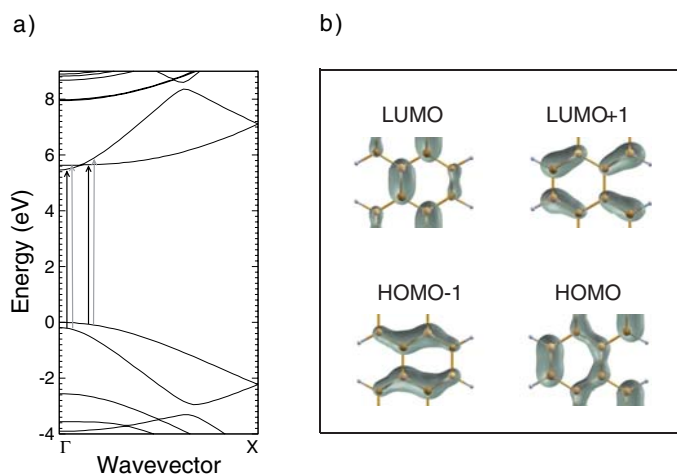 a)
b)
Energy (eV)
8
6
4
2
0
-2
-4
Γ
X
Wavevector
LUMO
LUMO+1
HOMO-1
HOMO